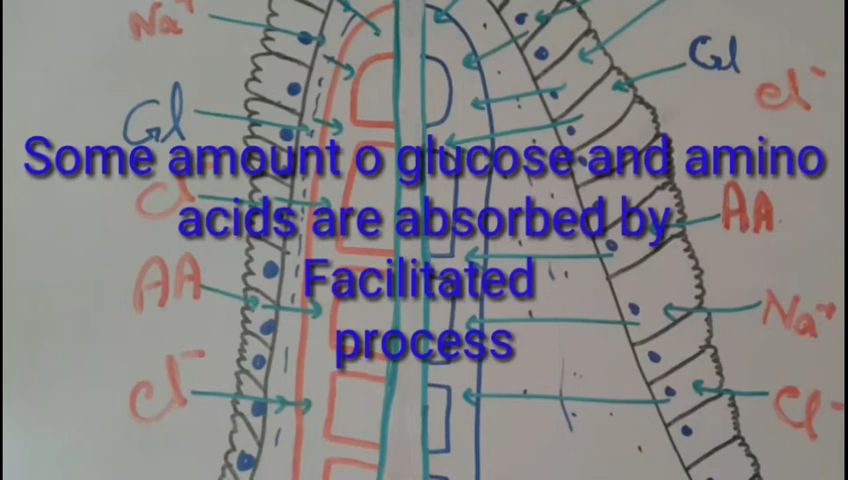 Na+
Gl
Gl
Cl-
Some amount o glucose and amino
acids are absorbed by
Facilitated
process
Cl
AA
AA
Na+
Cl-
Cl-